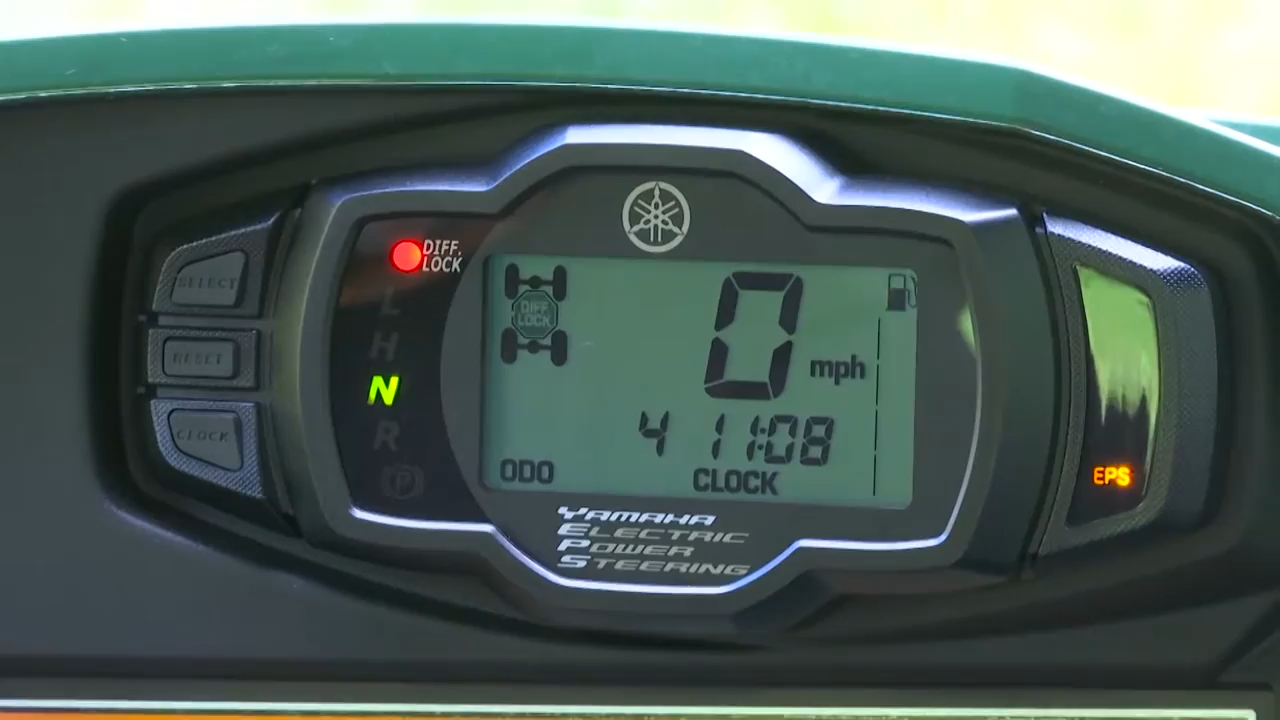 DIFF.
LOCK
SELECT
RESET
CLOCK
L
H
N
R
P
DIFF.
LOCK
0
mph
4 11:08
ODO
CLOCK
EPS
YAMAHA
ELECTRIC
POWER
STEERING